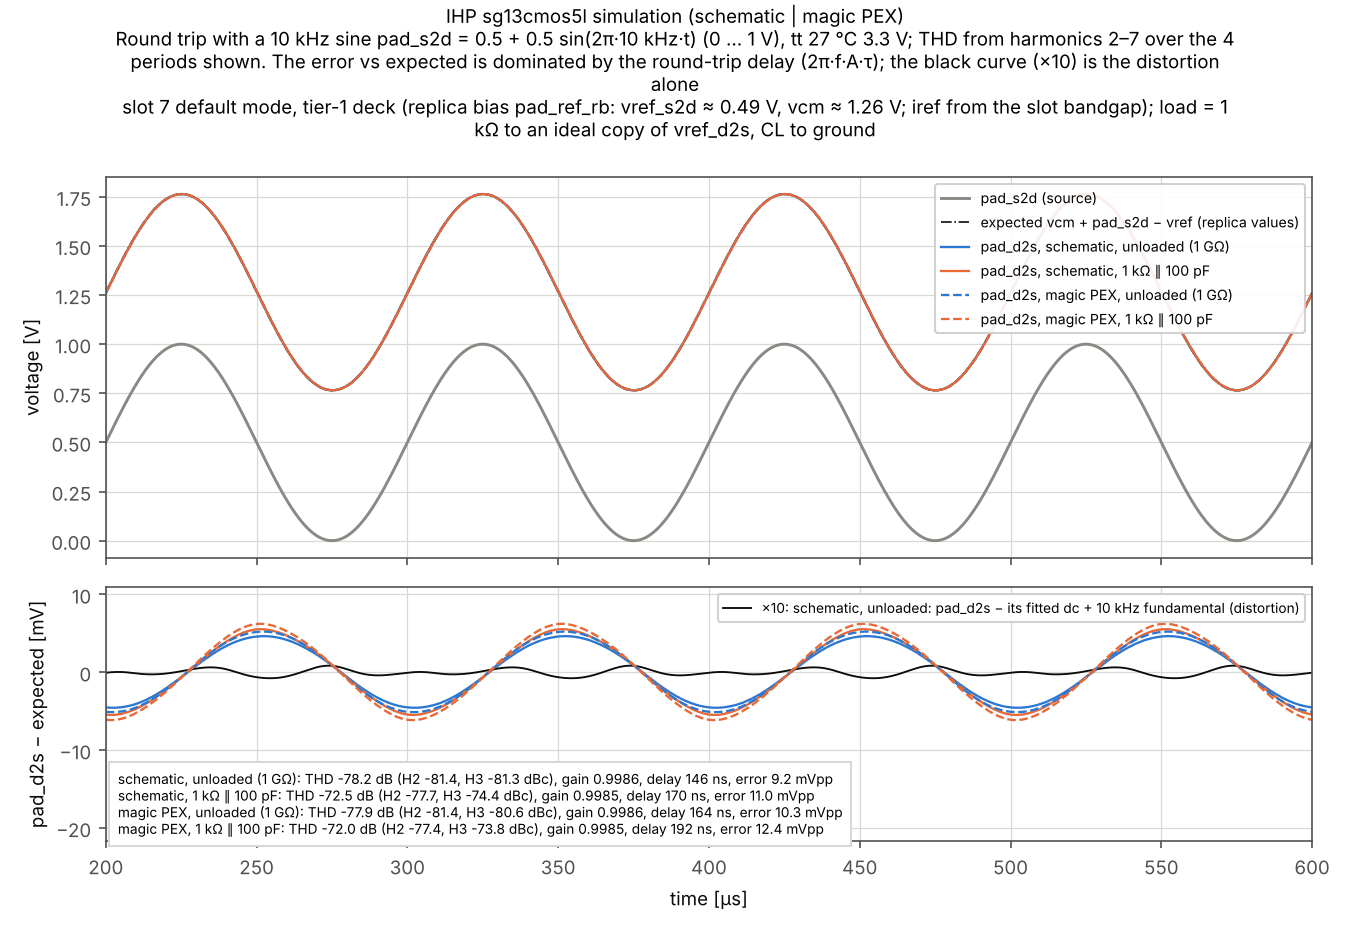 IHP sg13cmos5l simulation (schematic | magic PEX)
Round trip with a 10 kHz sine pad_s2d = 0.5 + 0.5 sin(2π·10 kHz·t) (0 … 1 V), tt 27 °C 3.3 V; THD from harmonics 2–7 over the 4
periods shown. The error vs expected is dominated by the round-trip delay (2π·f·A·τ); the black curve (×10) is the distortion
alone
slot 7 default mode, tier-1 deck (replica bias pad_ref_rb: vref_s2d ≈ 0.49 V, vcm ≈ 1.26 V; iref from the slot bandgap); load = 1
kΩ to an ideal copy of vref_d2s, CL to ground
voltage [V]
1.75
1.50
1.25
1.00
0.75
0.50
0.25
0.00
pad_s2d (source)
expected vcm + pad_s2d − vref (replica values)
pad_d2s, schematic, unloaded (1 GΩ)
pad_d2s, schematic, 1 kΩ ∥ 100 pF
pad_d2s, magic PEX, unloaded (1 GΩ)
pad_d2s, magic PEX, 1 kΩ ∥ 100 pF
pad_d2s − expected [mV]
10
0
−10
−20
×10: schematic, unloaded: pad_d2s − its fitted dc + 10 kHz fundamental (distortion)
schematic, unloaded (1 GΩ): THD -78.2 dB (H2 -81.4, H3 -81.3 dBc), gain 0.9986, delay 146 ns, error 9.2 mVpp
schematic, 1 kΩ ∥ 100 pF: THD -72.5 dB (H2 -77.7, H3 -74.4 dBc), gain 0.9985, delay 170 ns, error 11.0 mVpp
magic PEX, unloaded (1 GΩ): THD -77.9 dB (H2 -81.4, H3 -80.6 dBc), gain 0.9986, delay 164 ns, error 10.3 mVpp
magic PEX, 1 kΩ ∥ 100 pF: THD -72.0 dB (H2 -77.4, H3 -73.8 dBc), gain 0.9985, delay 192 ns, error 12.4 mVpp
200 250 300 350 400 450 500 550 600
time [µs]